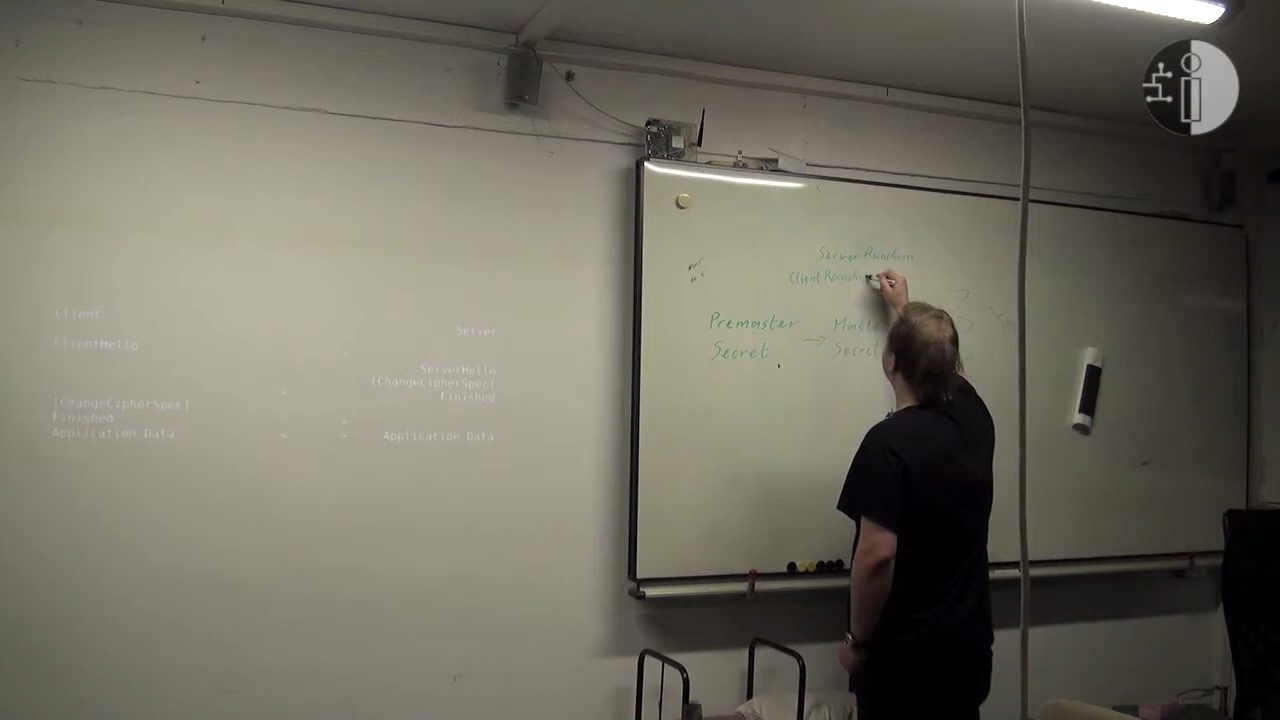 Client
Server
ClientHello
ServerHello
[ChangeCipherSpec]
Finished
[ChangeCipherSpec]
Finished
Application Data
Application Data
Server Random
Client Random
Premaster
Secret
→
Master
Secret